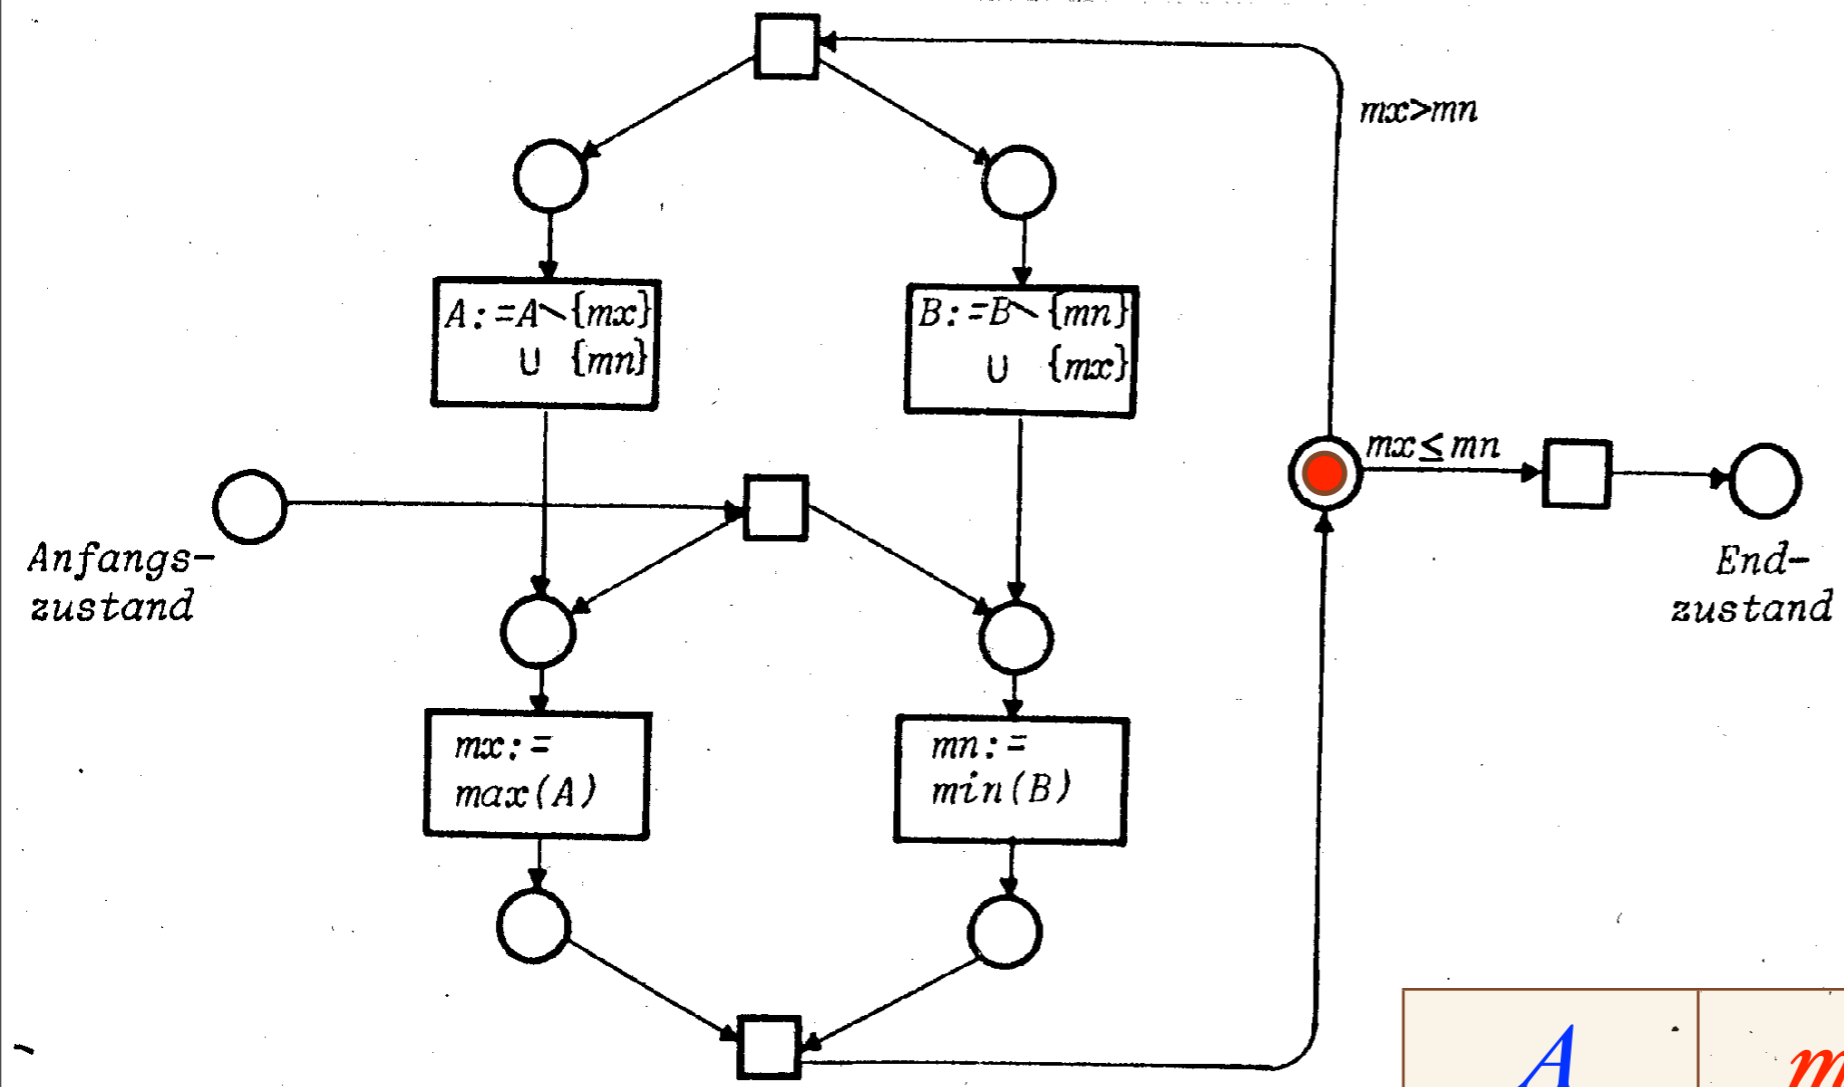 mx>mn
A:=A∖{mx}
∪ {mn}
B:=B∖{mn}
∪ {mx}
mx≤mn
Anfangs-
zustand
End-
zustand
mx:=
max(A)
mn:=
min(B)
A
m